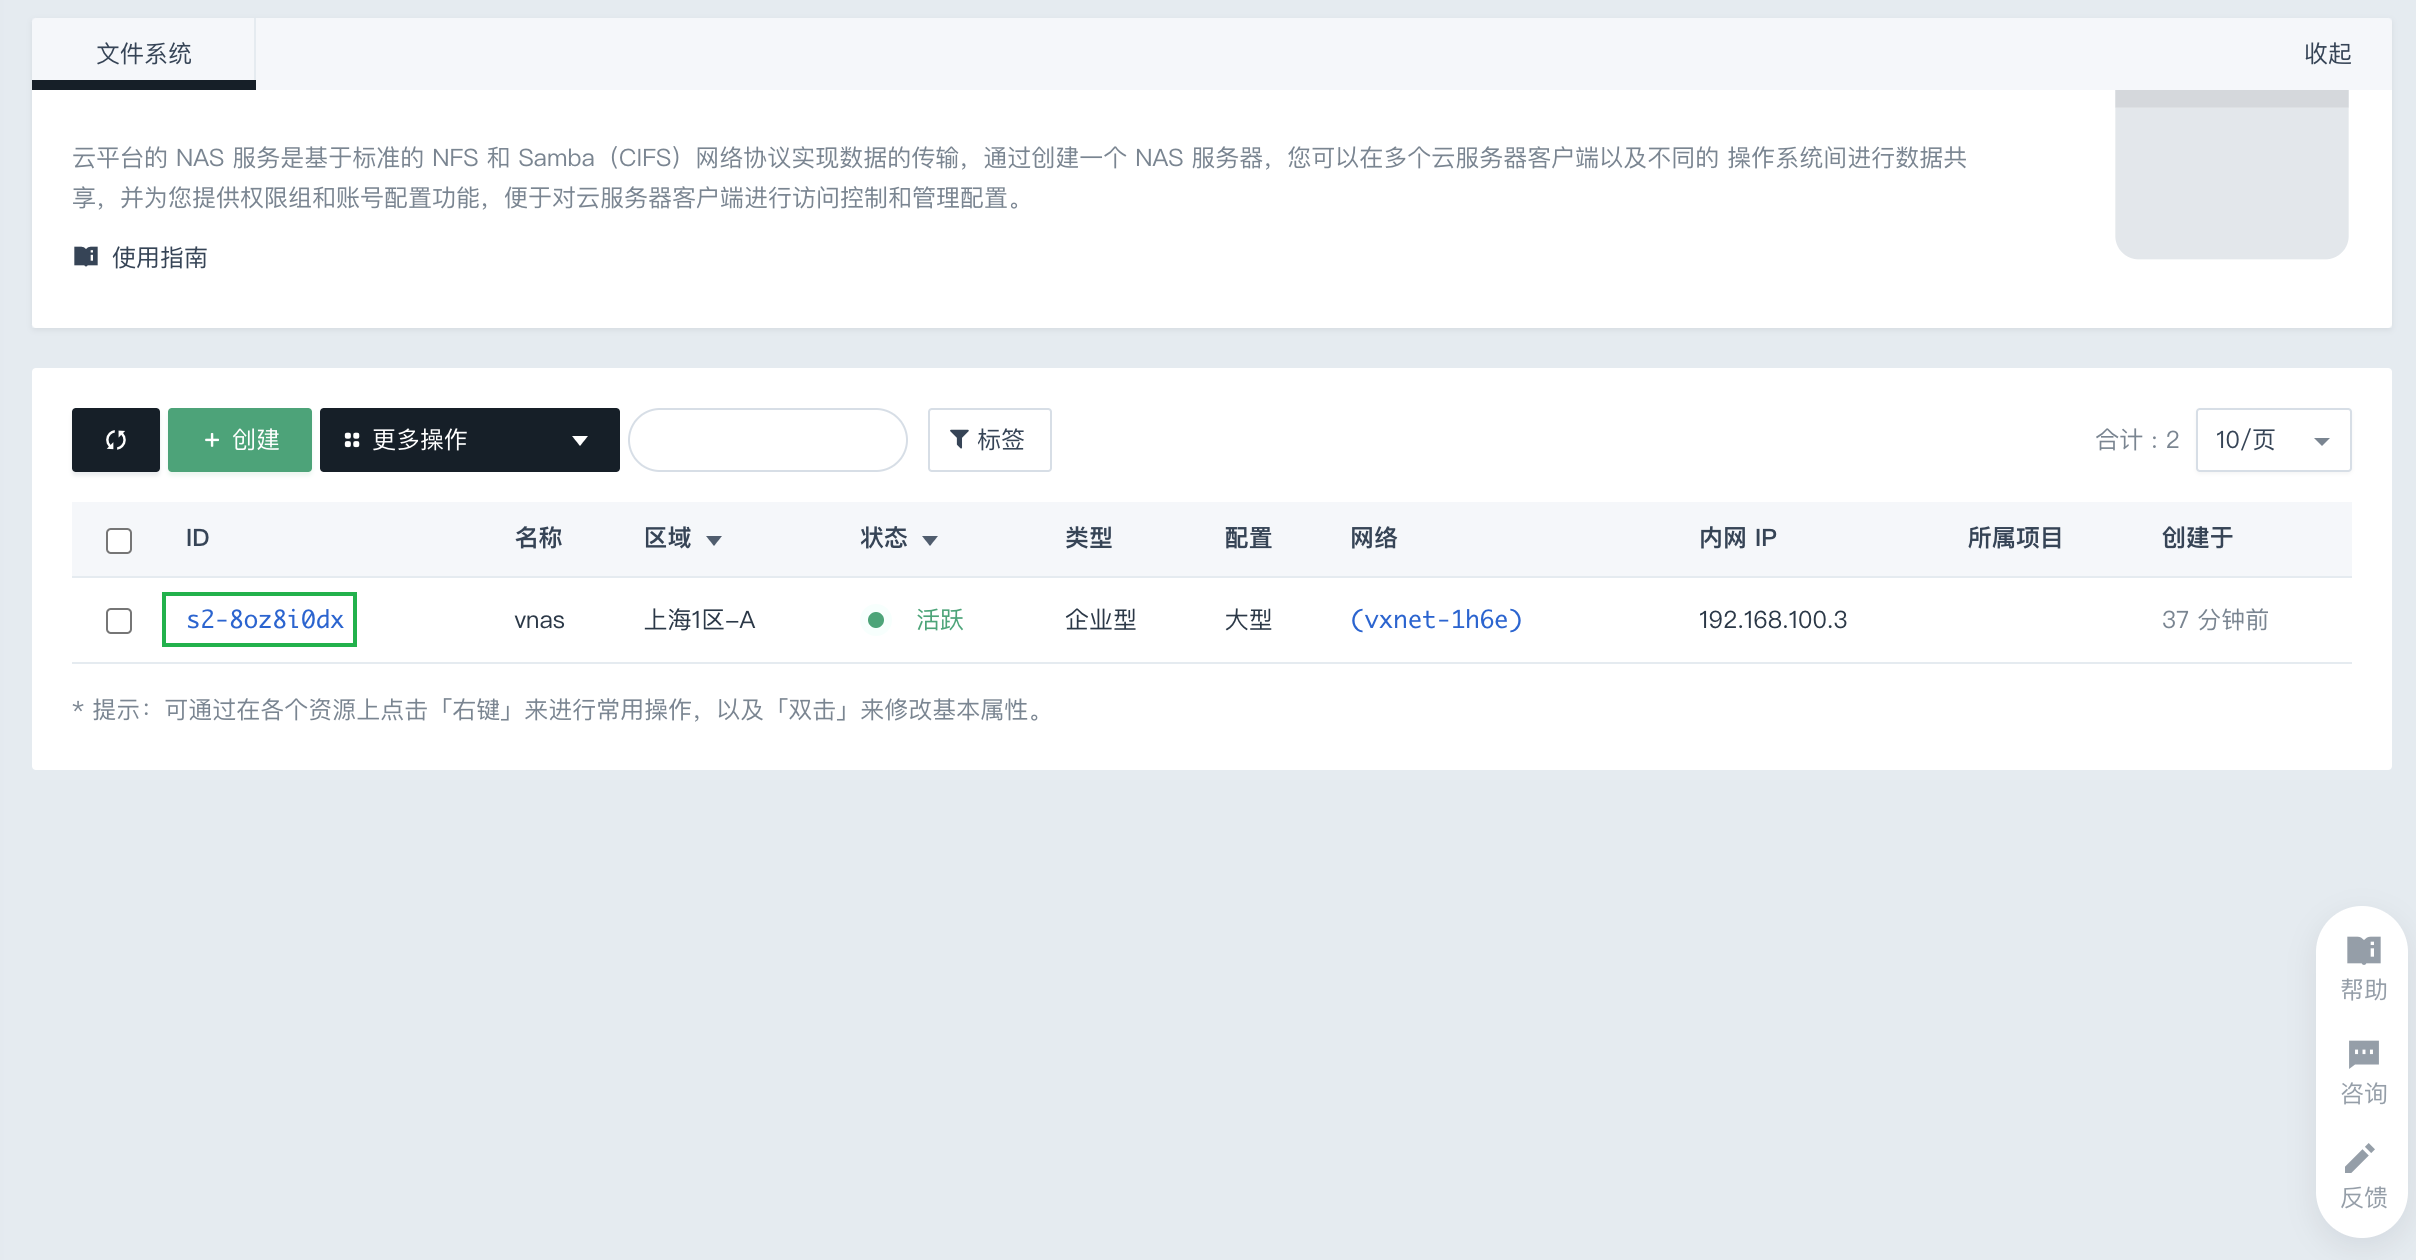 文件系统
收起
云平台的 NAS 服务是基于标准的 NFS 和 Samba（CIFS）网络协议实现数据的传输，通过创建一个 NAS 服务器，您可以在多个云服务器客户端以及不同的 操作系统间进行数据共
享，并为您提供权限组和账号配置功能，便于对云服务器客户端进行访问控制和管理配置。
使用指南
+ 创建
更多操作
标签
合计：2
10/页
ID 名称 区域 状态 类型 配置 网络 内网 IP 所属项目 创建于
s2-8oz8i0dx vnas 上海1区-A 活跃 企业型 大型 (vxnet-1h6e) 192.168.100.3 37 分钟前
* 提示：可通过在各个资源上点击「右键」来进行常用操作，以及「双击」来修改基本属性。
帮助
咨询
反馈